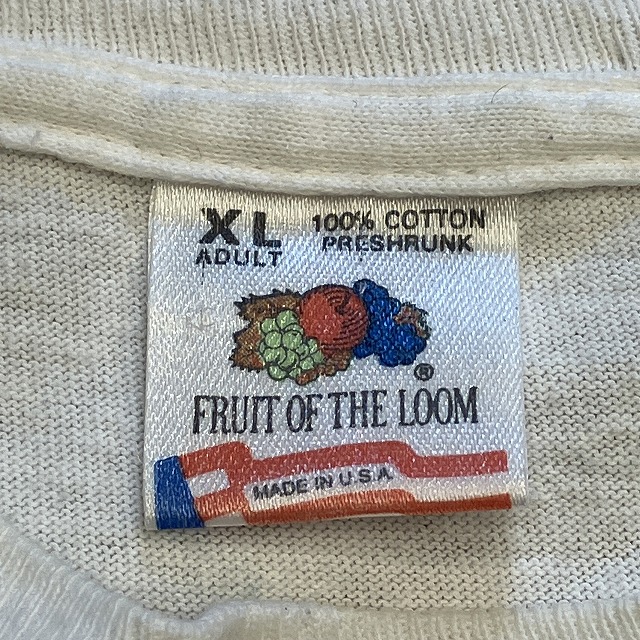 XL 100% COTTON
ADULT PRESHRUNK
®
FRUIT OF THE LOOM
MADE IN U.S.A.